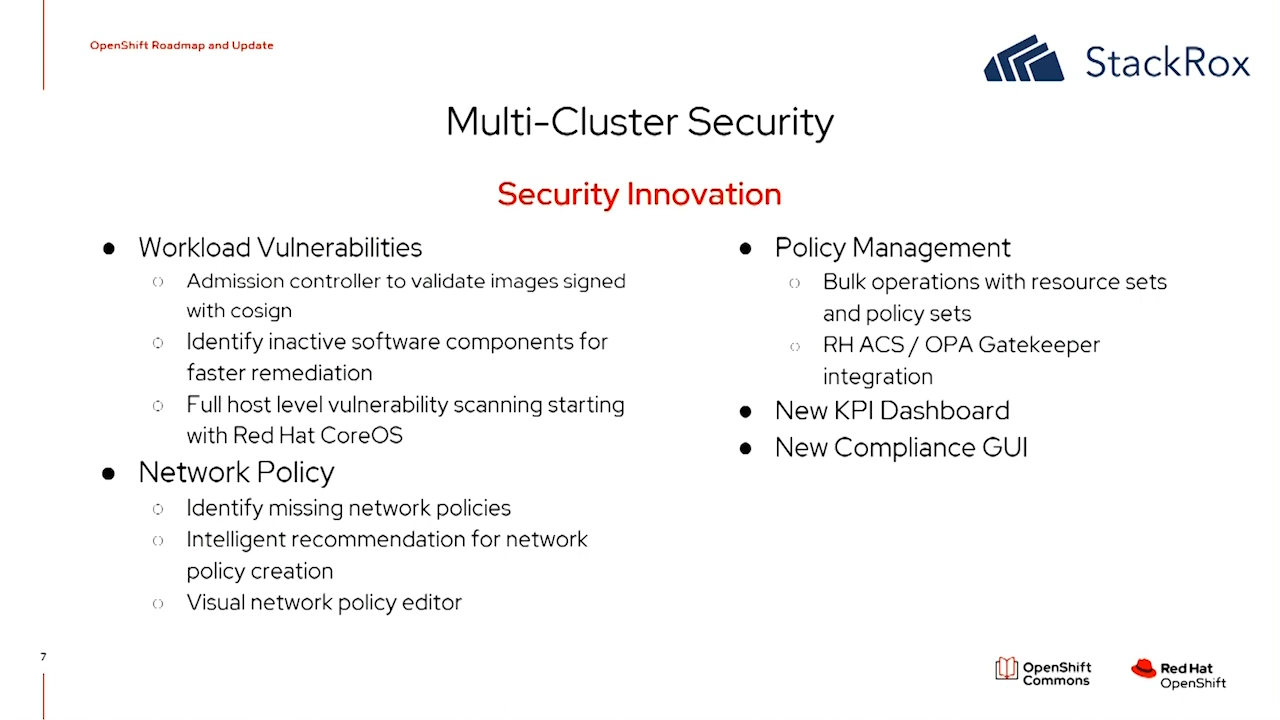 OpenShift Roadmap and Update
StackRox
Multi-Cluster Security
Security Innovation
● Workload Vulnerabilities
○ Admission controller to validate images signed
with cosign
○ Identify inactive software components for
faster remediation
○ Full host level vulnerability scanning starting
with Red Hat CoreOS
● Network Policy
○ Identify missing network policies
○ Intelligent recommendation for network
policy creation
○ Visual network policy editor
● Policy Management
○ Bulk operations with resource sets
and policy sets
○ RH ACS / OPA Gatekeeper
integration
● New KPI Dashboard
● New Compliance GUI
7
OpenShift
Commons
Red Hat
OpenShift